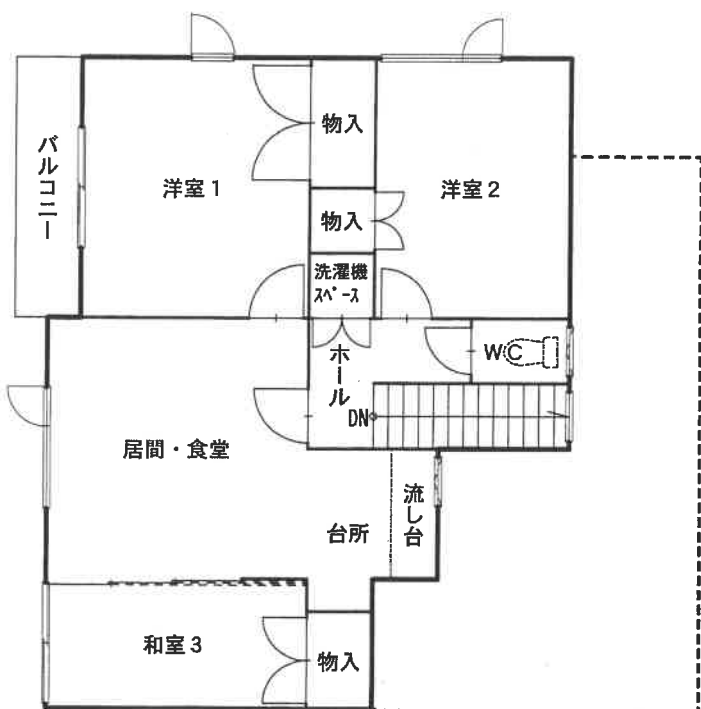 バルコニー
洋室1
物入
洋室2
物入
洗濯機
スペース
ホール
WC
DN
居間・食堂
台所
流し台
和室3
物入